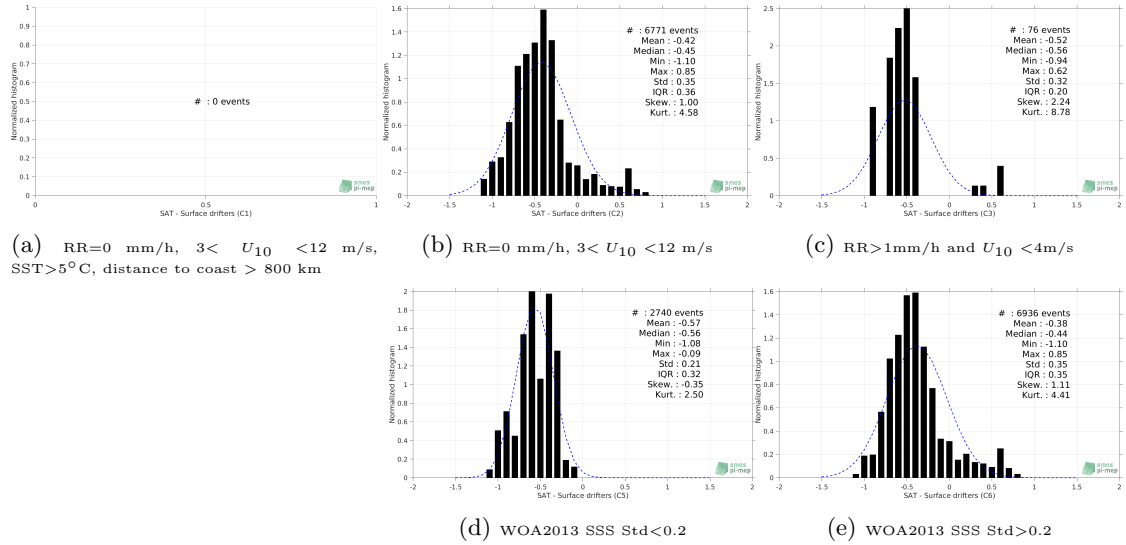 1
0.9
0.8
0.7
0.6
0.5
0.4
0.3
0.2
0.1
0
Normalized histogram
# : 0 events
0 0.5 1
SAT - Surface drifters (C1)
smos
pi-mep
(a) RR=0 mm/h, 3< U10 <12 m/s,
SST>5°C, distance to coast > 800 km
1.6
1.4
1.2
1
0.8
0.6
0.4
0.2
0
Normalized histogram
# : 6771 events
Mean : -0.42
Median : -0.45
Min : -1.10
Max : 0.85
Std : 0.35
IQR : 0.36
Skew. : 1.00
Kurt. : 4.58
-2 -1.5 -1 -0.5 0 0.5 1 1.5 2
SAT - Surface drifters (C2)
smos
pi-mep
(b) RR=0 mm/h, 3< U10 <12 m/s
2.5
2
1.5
1
0.5
0
Normalized histogram
# : 76 events
Mean : -0.52
Median : -0.56
Min : -0.94
Max : 0.62
Std : 0.32
IQR : 0.20
Skew. : 2.24
Kurt. : 8.78
-2 -1.5 -1 -0.5 0 0.5 1 1.5 2
SAT - Surface drifters (C3)
smos
pi-mep
(c) RR>1mm/h and U10 <4m/s
2
1.8
1.6
1.4
1.2
1
0.8
0.6
0.4
0.2
0
Normalized histogram
# : 2740 events
Mean : -0.57
Median : -0.56
Min : -1.08
Max : -0.09
Std : 0.21
IQR : 0.32
Skew. : -0.35
Kurt. : 2.50
-2 -1.5 -1 -0.5 0 0.5 1 1.5 2
SAT - Surface drifters (C5)
smos
pi-mep
(d) WOA2013 SSS Std<0.2
1.6
1.4
1.2
1
0.8
0.6
0.4
0.2
0
Normalized histogram
# : 6936 events
Mean : -0.38
Median : -0.44
Min : -1.10
Max : 0.85
Std : 0.35
IQR : 0.35
Skew. : 1.11
Kurt. : 4.41
-2 -1.5 -1 -0.5 0 0.5 1 1.5 2
SAT - Surface drifters (C6)
smos
pi-mep
(e) WOA2013 SSS Std>0.2